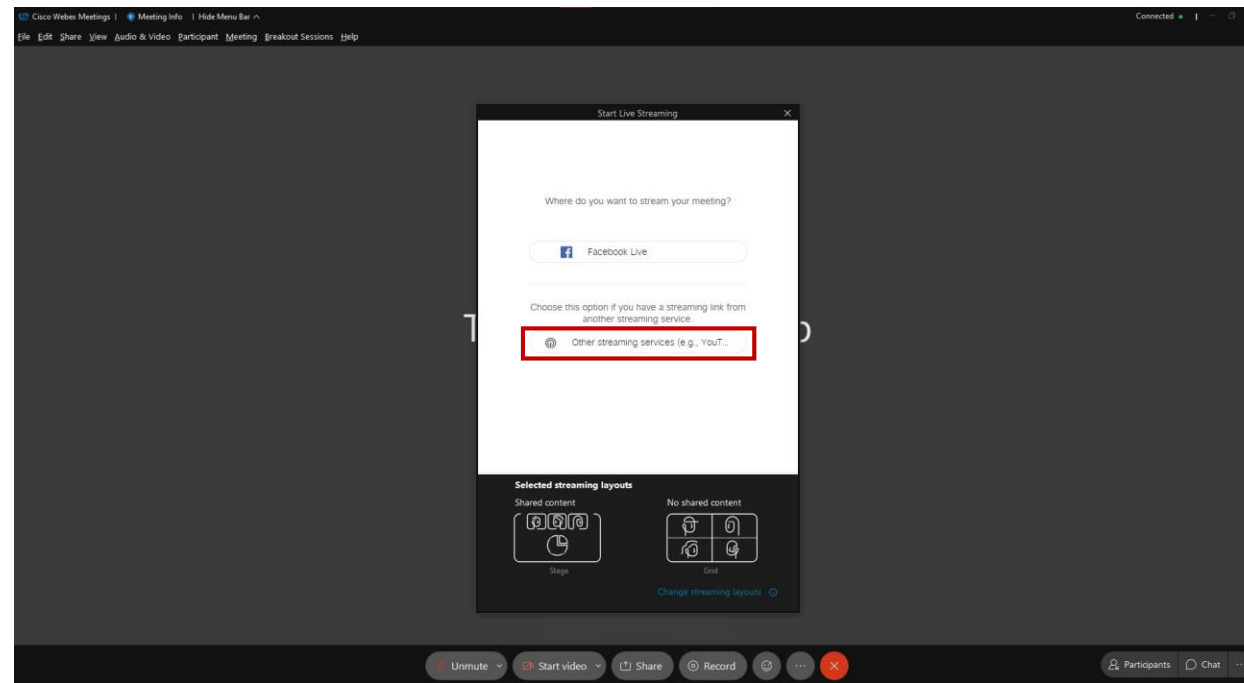 Cisco Webex Meetings | Meeting Info | Hide Menu Bar
Connected
File Edit Share View Audio & Video Participant Meeting Breakout Sessions Help
Start Live Streaming
Where do you want to stream your meeting?
Facebook Live
Choose this option if you have a streaming link from
another streaming service.
Other streaming services (e.g., YouT...
Selected streaming layouts
Shared content No shared content
Stage Grid
Change streaming layouts
Unmute Start video Share Record Participants Chat